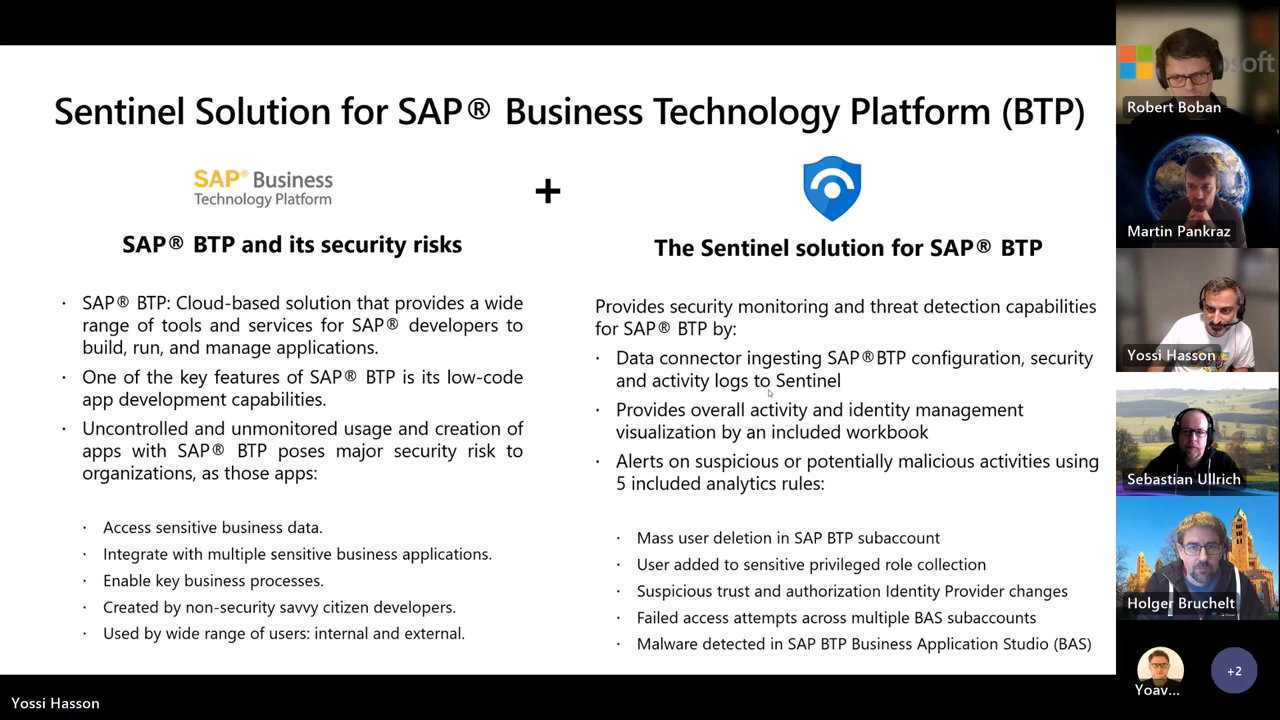 Sentinel Solution for SAP® Business Technology Platform (BTP)
SAP® Business
Technology Platform
+
SAP® BTP and its security risks
· SAP® BTP: Cloud-based solution that provides a wide
range of tools and services for SAP® developers to
build, run, and manage applications.
· One of the key features of SAP® BTP is its low-code
app development capabilities.
· Uncontrolled and unmonitored usage and creation of
apps with SAP® BTP poses major security risk to
organizations, as those apps:
· Access sensitive business data.
· Integrate with multiple sensitive business applications.
· Enable key business processes.
· Created by non-security savvy citizen developers.
· Used by wide range of users: internal and external.
The Sentinel solution for SAP® BTP
Provides security monitoring and threat detection capabilities
for SAP® BTP by:
· Data connector ingesting SAP®BTP configuration, security
and activity logs to Sentinel
· Provides overall activity and identity management
visualization by an included workbook
· Alerts on suspicious or potentially malicious activities using
5 included analytics rules:
· Mass user deletion in SAP BTP subaccount
· User added to sensitive privileged role collection
· Suspicious trust and authorization Identity Provider changes
· Failed access attempts across multiple BAS subaccounts
· Malware detected in SAP BTP Business Application Studio (BAS)
osoft
Robert Boban
Martin Pankraz
Yossi Hasson
Sebastian Ullrich
Holger Bruchelt
Yoav...
+2
Yossi Hasson